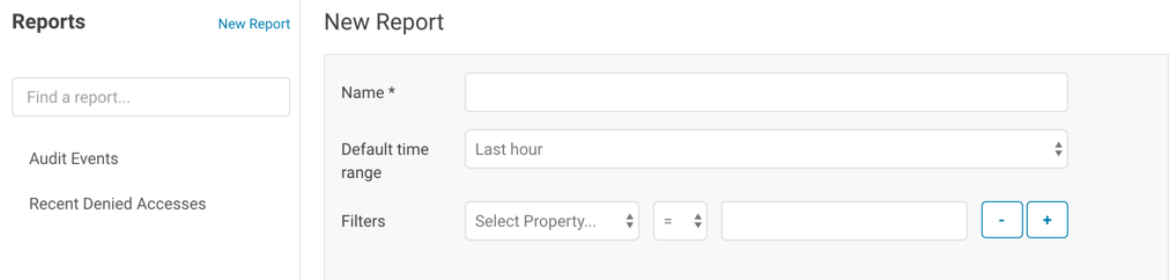 Reports
New Report
Find a report...
Audit Events
Recent Denied Accesses
New Report
Name *
Default time
range
Last hour
Filters
Select Property...
=
-
+